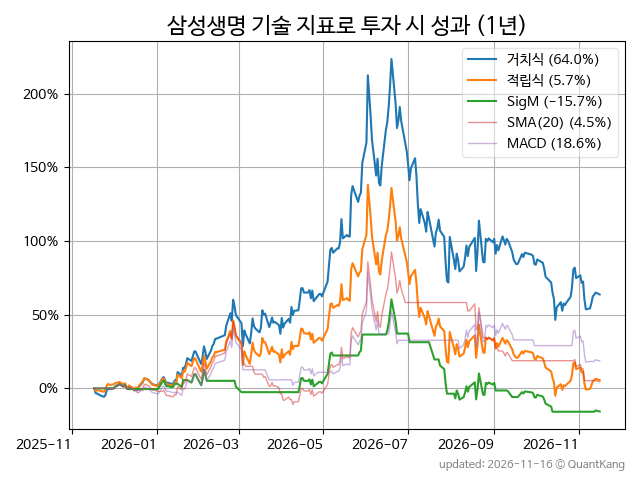 삼성생명 기술 지표로 투자 시 성과 (1년)
거치식 (64.0%)
적립식 (5.7%)
SigM (−15.7%)
SMA(20) (4.5%)
MACD (18.6%)
200%
150%
100%
50%
0%
2025-11 2026-01 2026-03 2026-05 2026-07 2026-09 2026-11
updated: 2026-11-16 ⓒ QuantKang